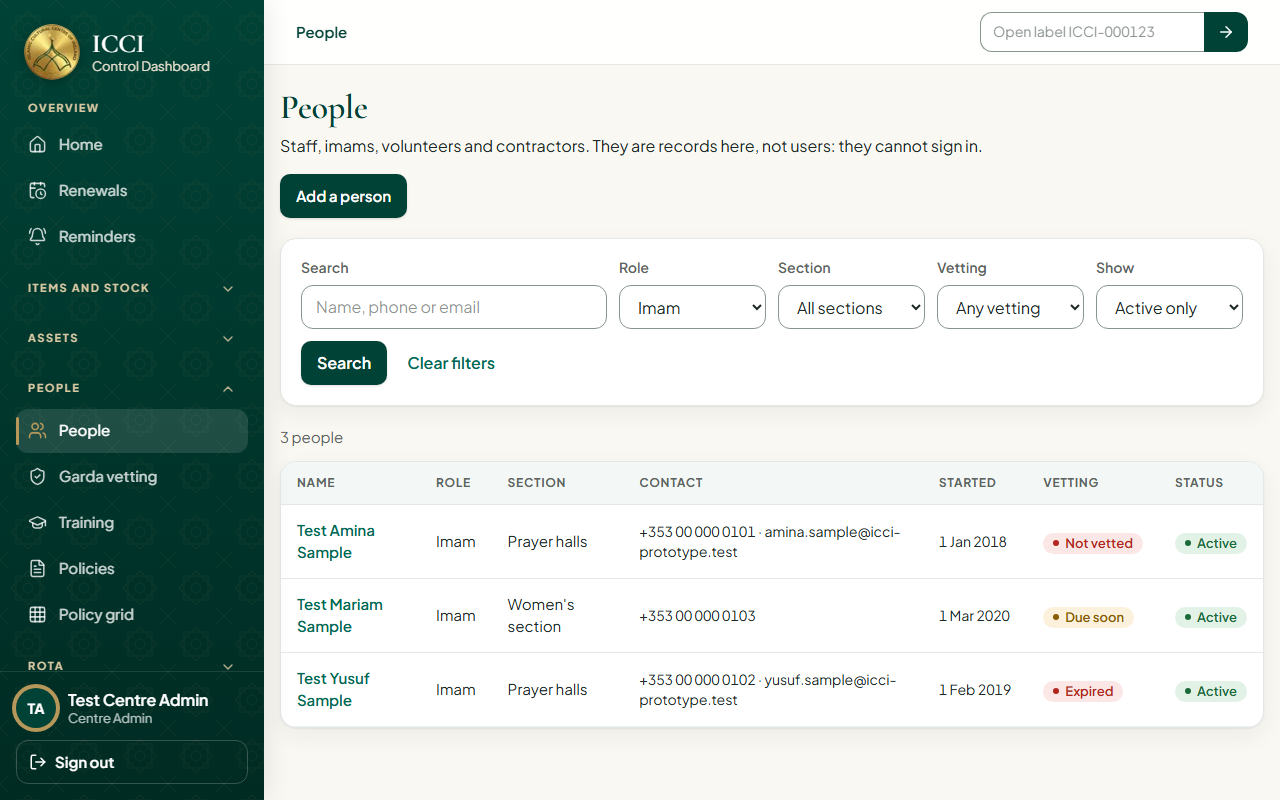 ICCI
Control Dashboard
OVERVIEW
Home
Renewals
Reminders
ITEMS AND STOCK
ASSETS
PEOPLE
People
Garda vetting
Training
Policies
Policy grid
ROTA
TA
Test Centre Admin
Centre Admin
Sign out
People
Open label ICCI-000123
People
Staff, imams, volunteers and contractors. They are records here, not users: they cannot sign in.
Add a person
Search
Role
Section
Vetting
Show
Name, phone or email
Imam
All sections
Any vetting
Active only
Search
Clear filters
3 people
NAME ROLE SECTION CONTACT STARTED VETTING STATUS
Test Amina
Sample
Imam
Prayer halls
+353 00 000 0101 · amina.sample@icci-
prototype.test
1 Jan 2018
Not vetted
Active
Test Mariam
Sample
Imam
Women's
section
+353 00 000 0103
1 Mar 2020
Due soon
Active
Test Yusuf
Sample
Imam
Prayer halls
+353 00 000 0102 · yusuf.sample@icci-
prototype.test
1 Feb 2019
Expired
Active